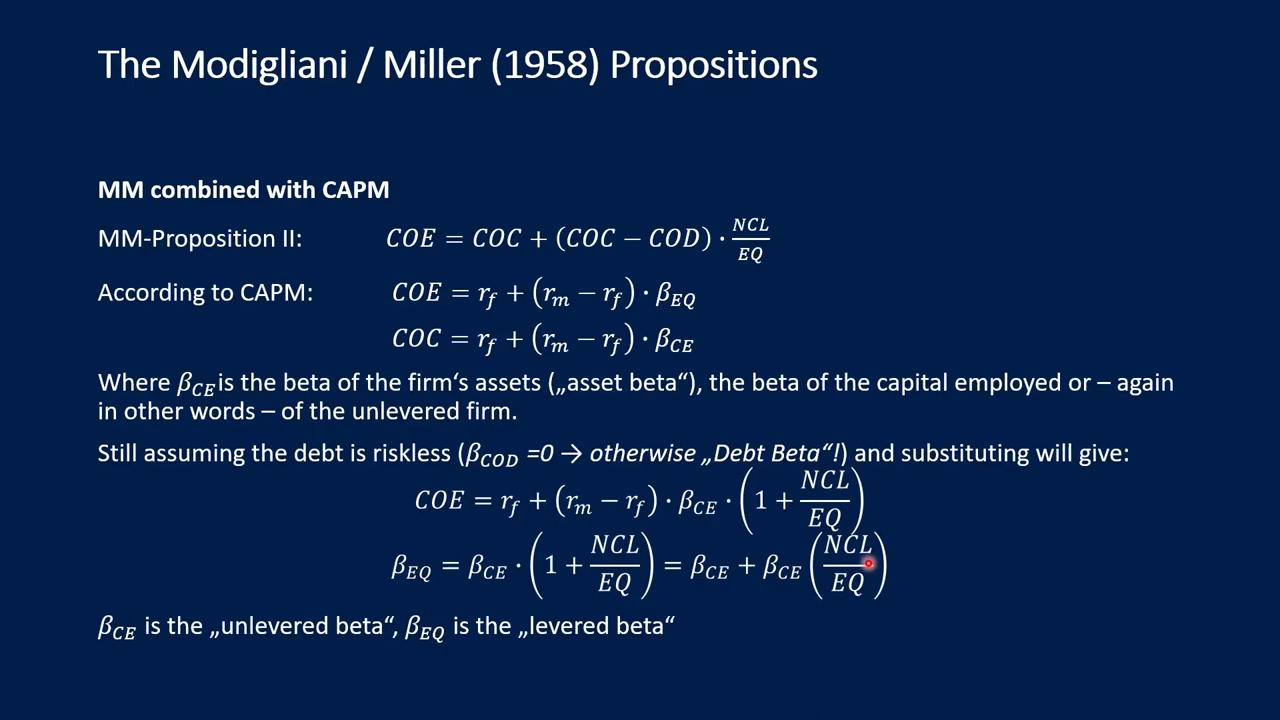 The Modigliani / Miller (1958) Propositions
MM combined with CAPM
MM-Proposition II: COE = COC + (COC − COD) · NCL/EQ
According to CAPM: COE = r_f + (r_m − r_f) · β_EQ
COC = r_f + (r_m − r_f) · β_CE
Where β_CE is the beta of the firm‘s assets („asset beta“), the beta of the capital employed or – again
in other words – of the unlevered firm.
Still assuming the debt is riskless (β_COD =0 → otherwise „Debt Beta“!) and substituting will give:
COE = r_f + (r_m − r_f) · β_CE · (1 + NCL/EQ)
β_EQ = β_CE · (1 + NCL/EQ) = β_CE + β_CE (NCL/EQ)
β_CE is the „unlevered beta“, β_EQ is the „levered beta“